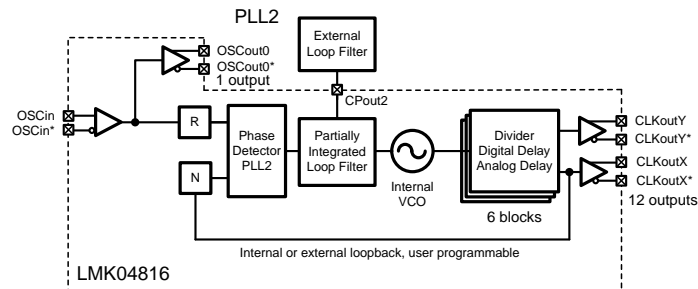 PLL2
OSCout0
OSCout0*
1 output
External
Loop Filter
OSCin
OSCin*
CPout2
R
N
Phase
Detector
PLL2
Partially
Integrated
Loop Filter
Internal
VCO
Divider
Digital Delay
Analog Delay
6 blocks
CLKoutY
CLKoutY*
CLKoutX
CLKoutX*
12 outputs
Internal or external loopback, user programmable
LMK04816